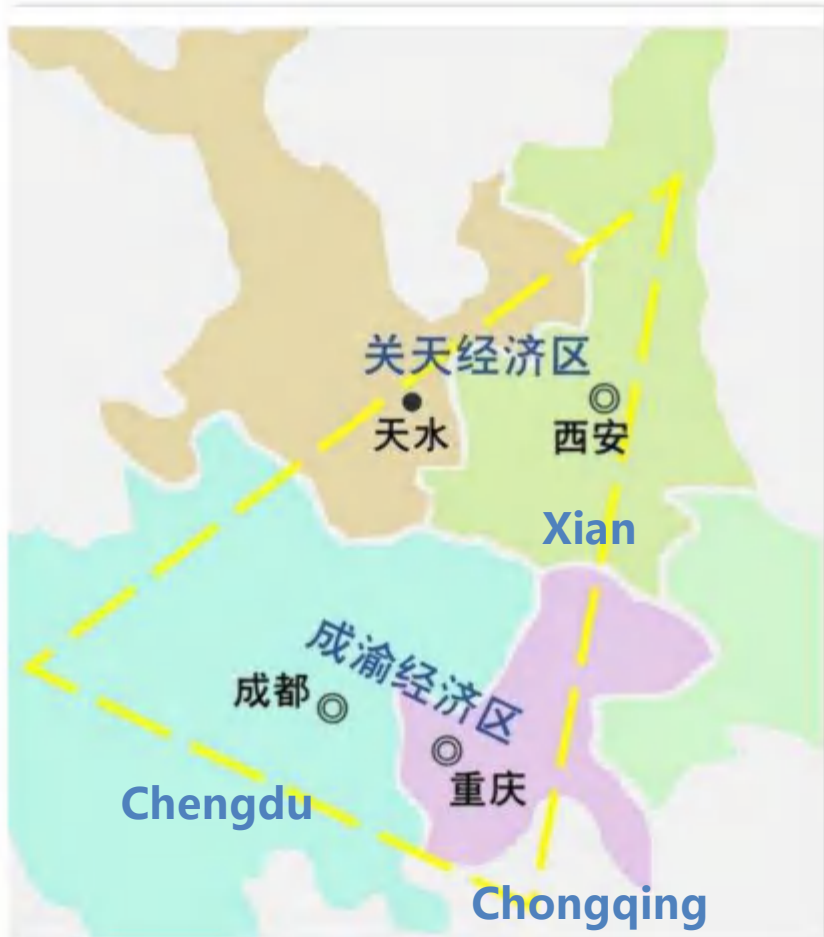 关天经济区
天水
西安
Xian
成渝经济区
成都
重庆
Chengdu
Chongqing